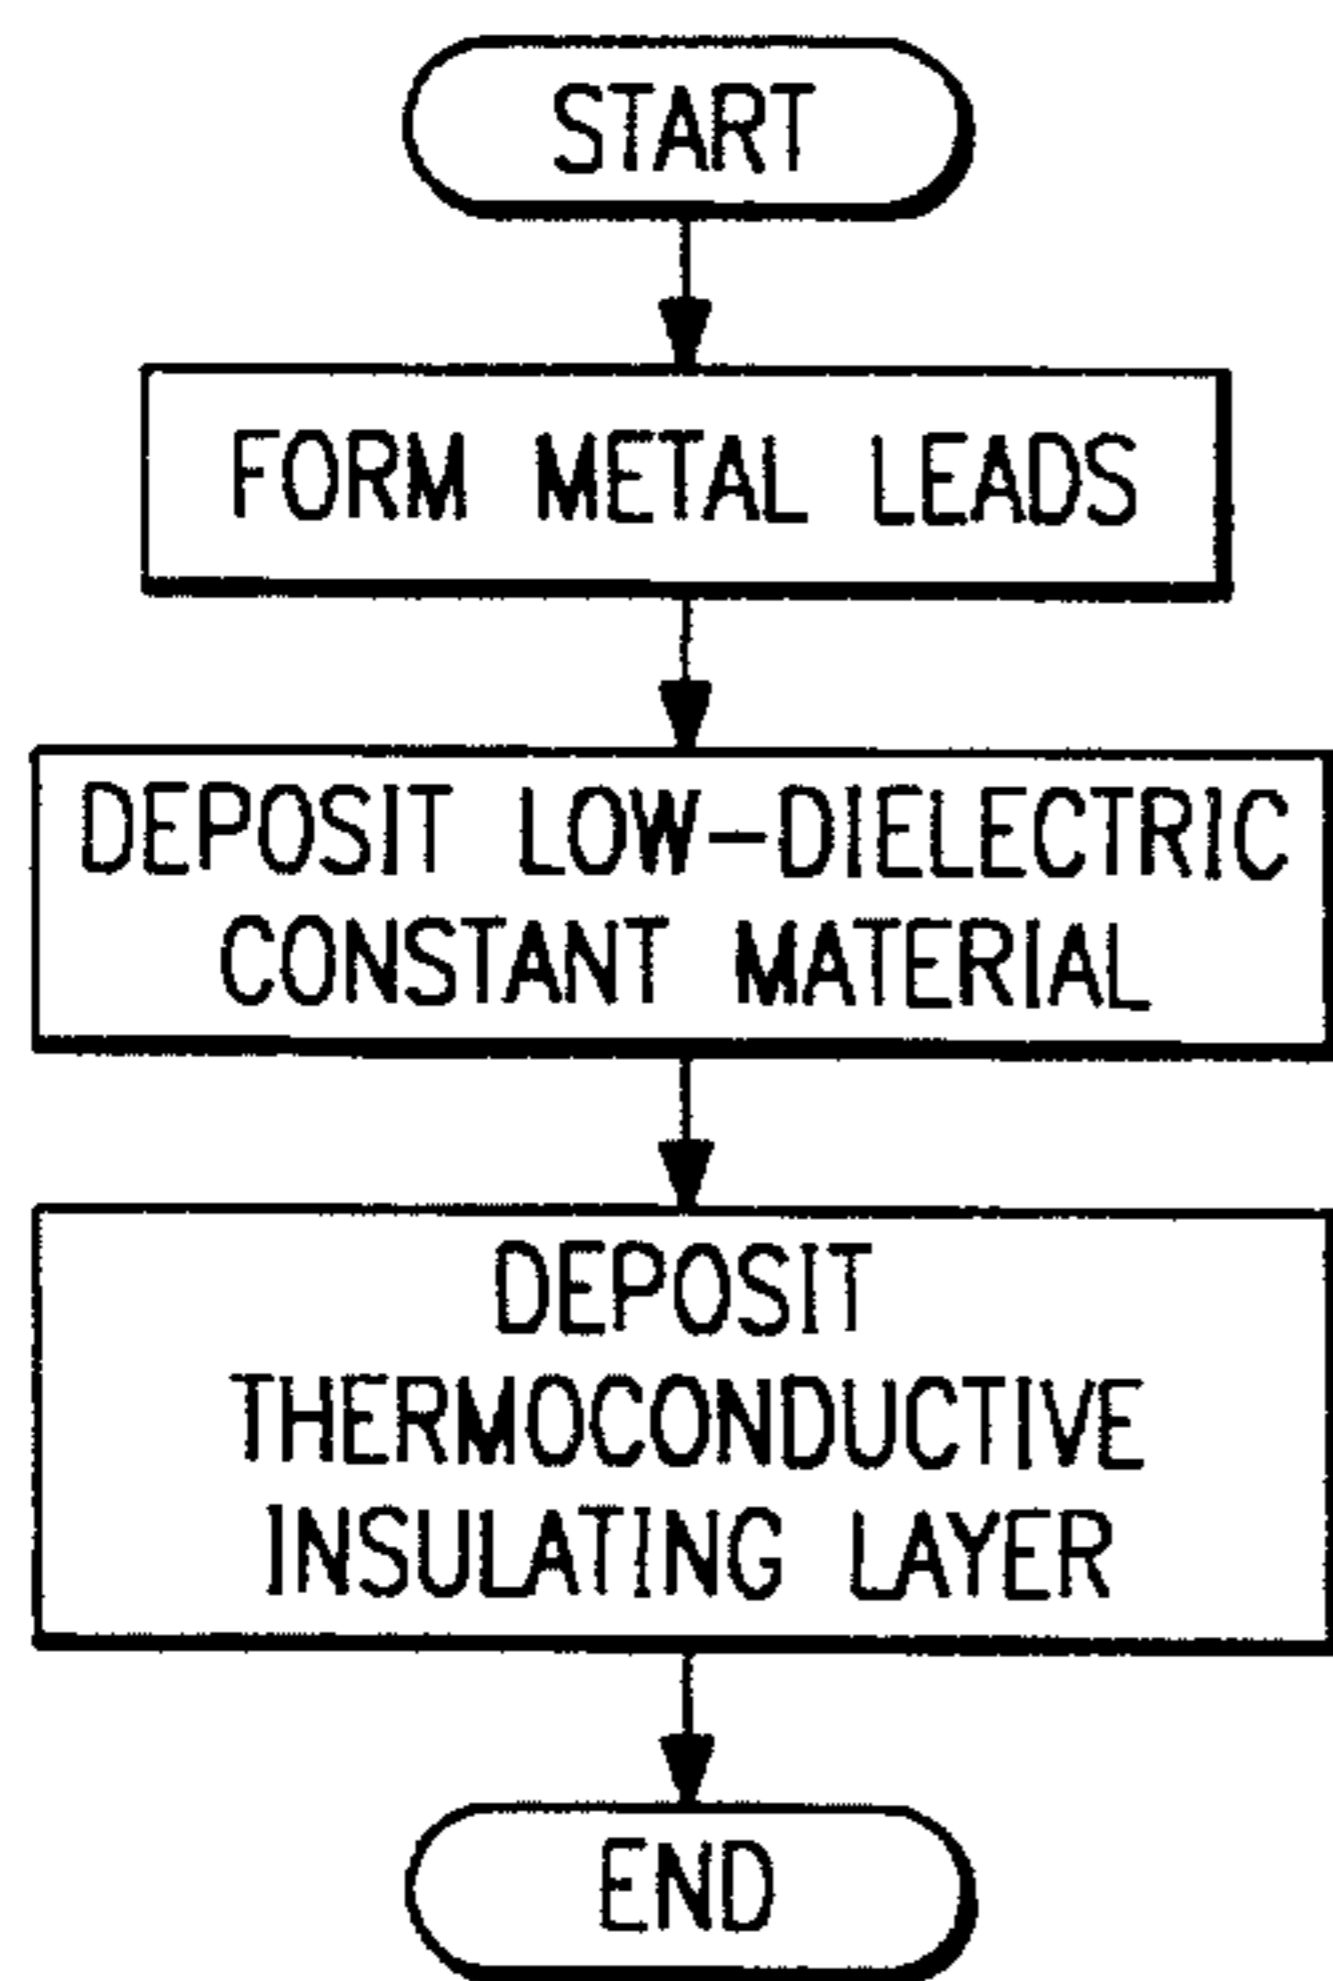 START
FORM METAL LEADS
DEPOSIT LOW-DIELECTRIC
CONSTANT MATERIAL
DEPOSIT
THERMOCONDUCTIVE
INSULATING LAYER
END